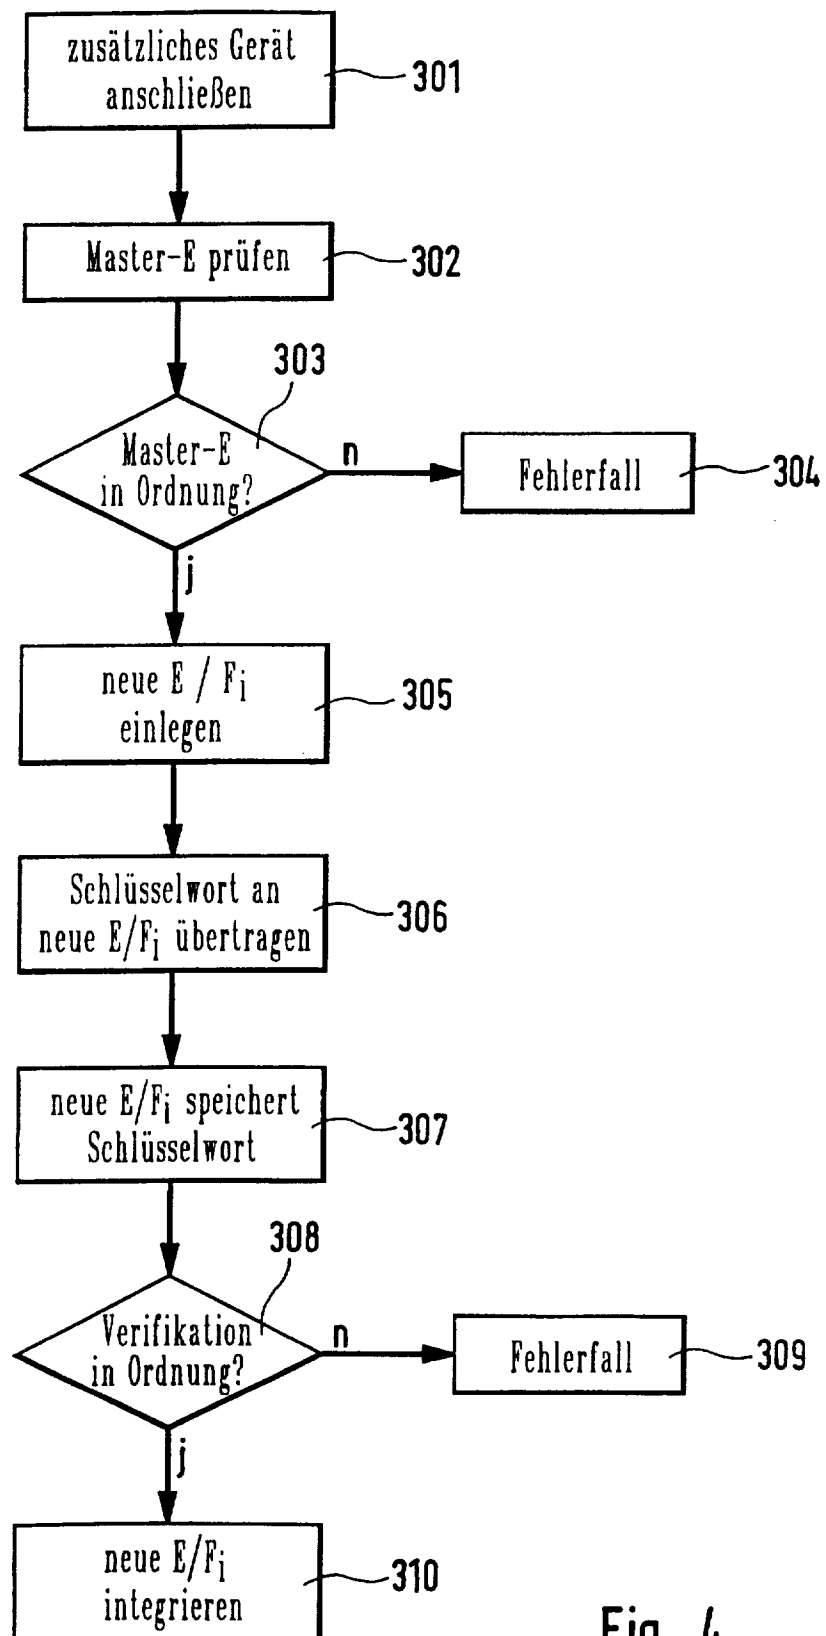 zusätzliches Gerät
anschließen
301
Master-E prüfen
302
303
Master-E
in Ordnung?
n
Fehlerfall
304
j
neue E / Fi
einlegen
305
Schlüsselwort an
neue E/Fi übertragen
306
neue E/Fi speichert
Schlüsselwort
307
308
Verifikation
in Ordnung?
n
Fehlerfall
309
j
neue E/Fi
integrieren
310
Fig. 4